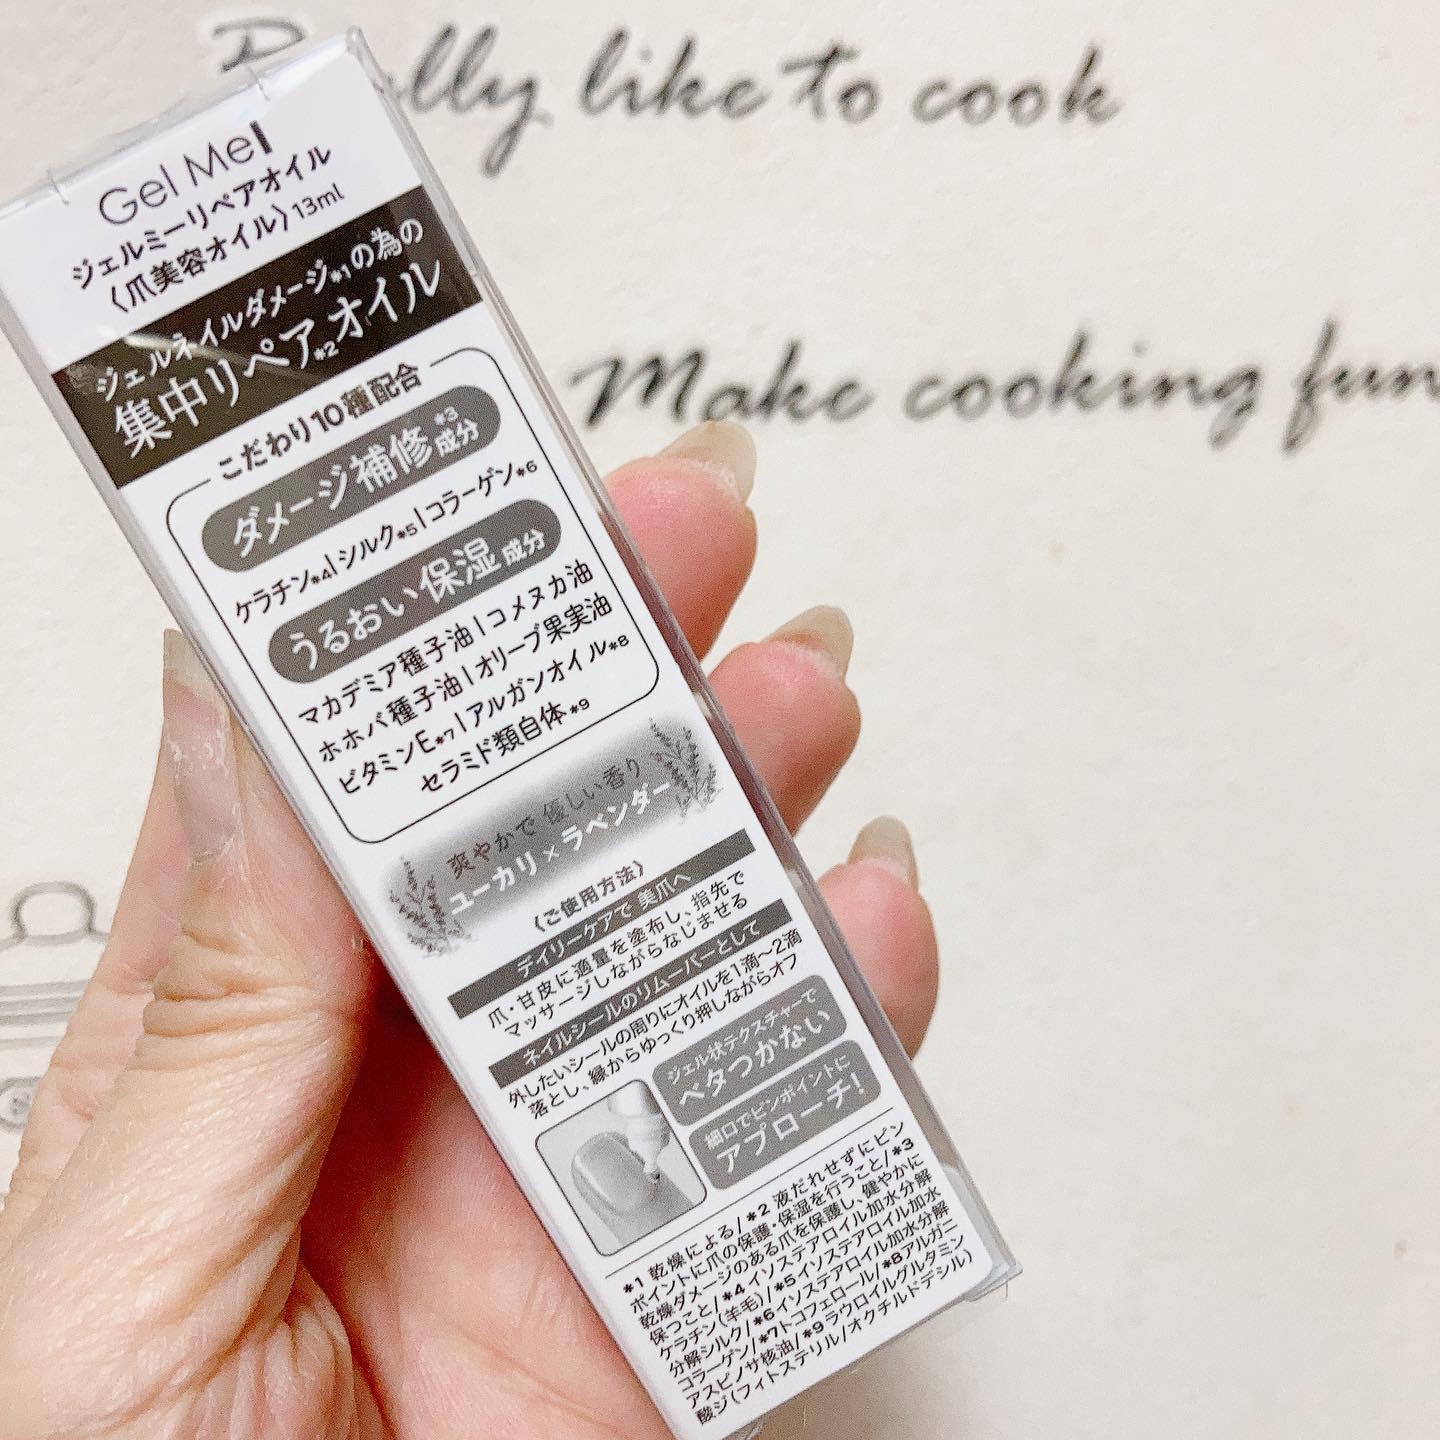 Really like to cook
Make cooking fun
Gel Me1
ジェルミーリペアオイル
〈爪美容オイル〉13ml
ジェルネイルダメージ*1の為の
集中リペア*2オイル
こだわり10種配合
ダメージ補修*3成分
ケラチン*4|シルク*5|コラーゲン*6
うるおい保湿成分
マカデミア種子油|コメヌカ油
ホホバ種子油|オリーブ果実油
ビタミンE*7|アルガンオイル*8
セラミド類自体*9
爽やかで優しい香り
ユーカリ×ラベンダー
〈ご使用方法〉
デイリーケアで美爪へ
爪・甘皮に適量を塗布し、指先で
マッサージしながらなじませる
ネイルシールのリムーバーとして
外したいシールの周りにオイルを1滴〜2滴
落とし、縁からゆっくり押しながらオフ
ジェル状テクスチャーで
ベタつかない
細口でピンポイントに
アプローチ!
*1 乾燥による/*2 液だれせずにピン
ポイントに爪の保護・保湿を行うこと/*3
乾燥ダメージのある爪を保護し、健やかに
保つこと/*4 イソステアロイル加水分解
ケラチン(羊毛)/*5イソステアロイル加水
分解シルク/*6イソステアロイル加水分解
コラーゲン/*7トコフェロール/*8アルガニ
アスピノサ核油/*9ラウロイルグルタミン
酸ジ(フィトステリル/オクチルドデシル)